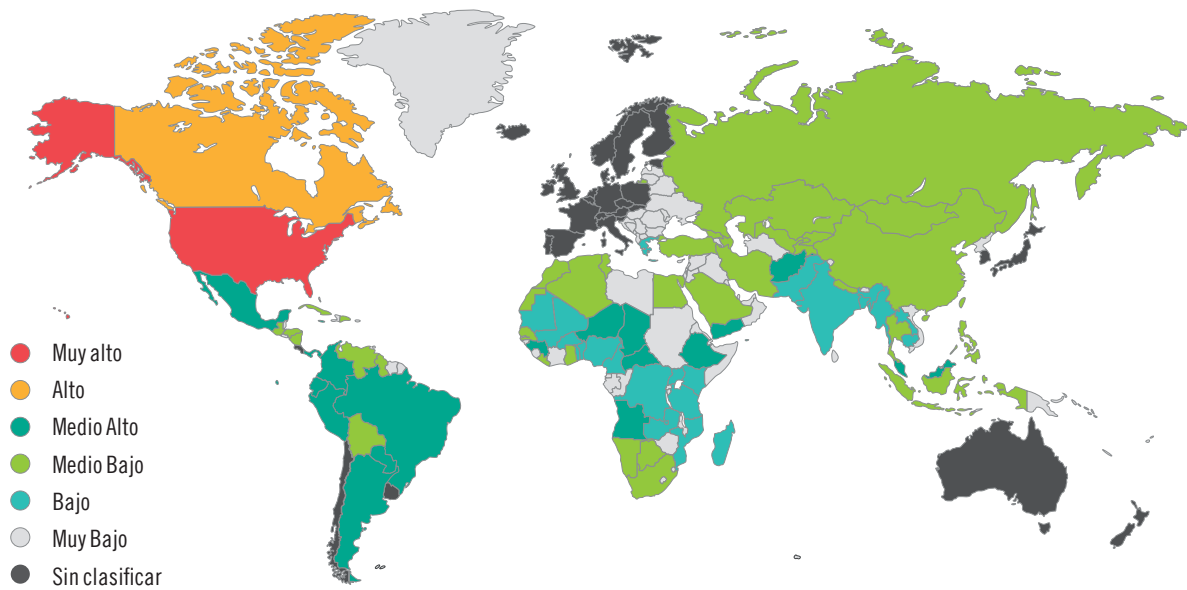 Muy alto
Alto
Medio Alto
Medio Bajo
Bajo
Muy Bajo
Sin clasificar